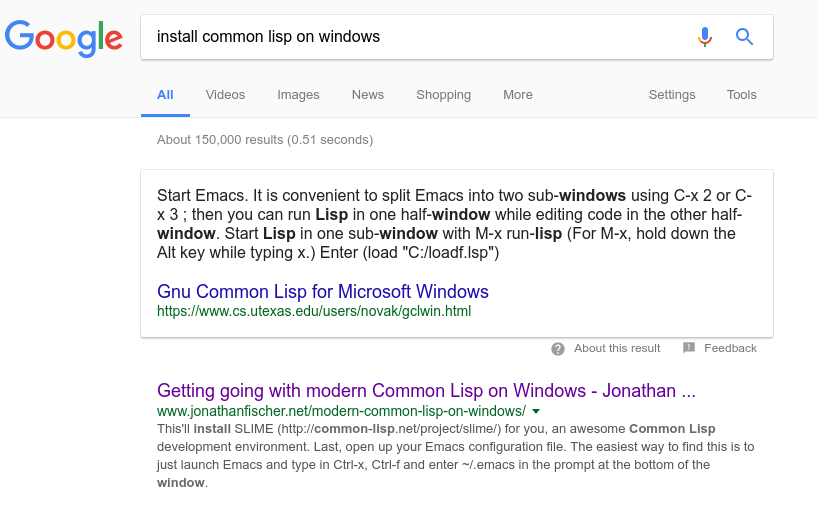 Google
install common lisp on windows
All Videos Images News Shopping More Settings Tools
About 150,000 results (0.51 seconds)
Start Emacs. It is convenient to split Emacs into two sub-windows using C-x 2 or C-
x 3 ; then you can run Lisp in one half-window while editing code in the other half-
window. Start Lisp in one sub-window with M-x run-lisp (For M-x, hold down the
Alt key while typing x.) Enter (load "C:/loadf.lsp")
Gnu Common Lisp for Microsoft Windows
https://www.cs.utexas.edu/users/novak/gclwin.html
About this result Feedback
Getting going with modern Common Lisp on Windows - Jonathan ...
www.jonathanfischer.net/modern-common-lisp-on-windows/
This'll install SLIME (http://common-lisp.net/project/slime/) for you, an awesome Common Lisp
development environment. Last, open up your Emacs configuration file. The easiest way to find this is to
just launch Emacs and type in Ctrl-x, Ctrl-f and enter ~/.emacs in the prompt at the bottom of the
window.